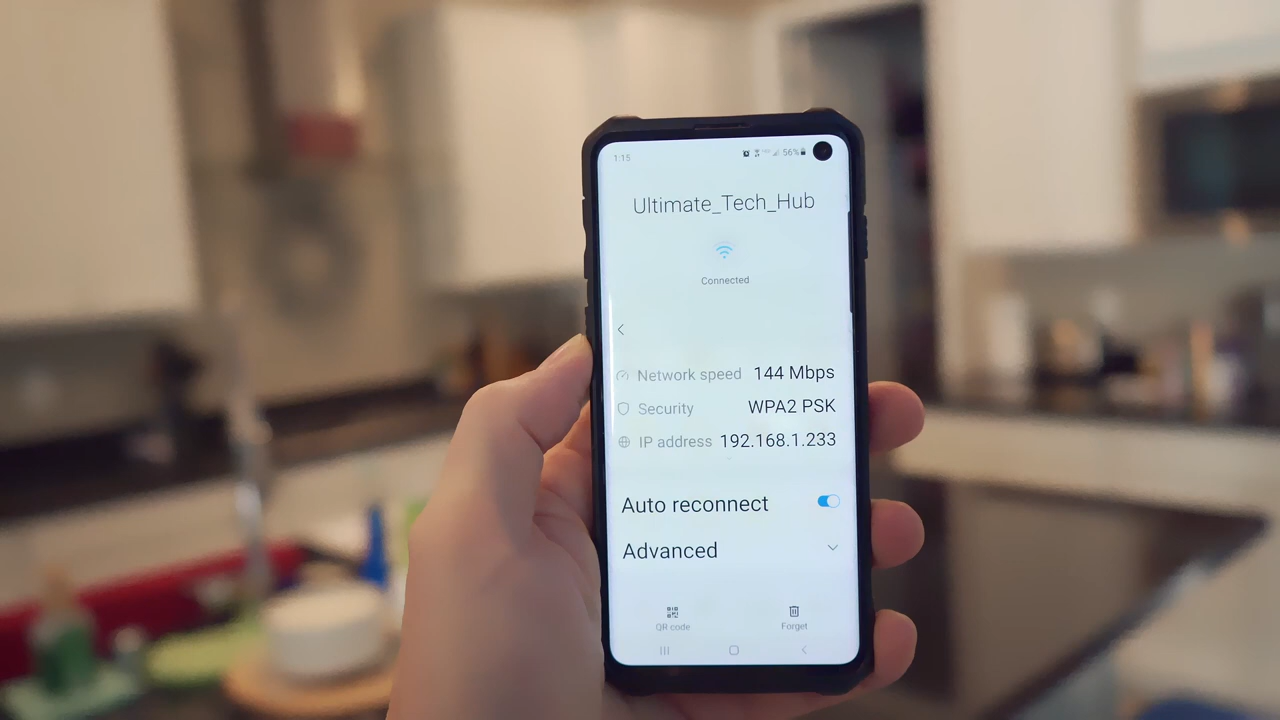 1:15
56%
Ultimate_Tech_Hub
Connected
Network speed 144 Mbps
Security WPA2 PSK
IP address 192.168.1.233
Auto reconnect
Advanced
QR code Forget